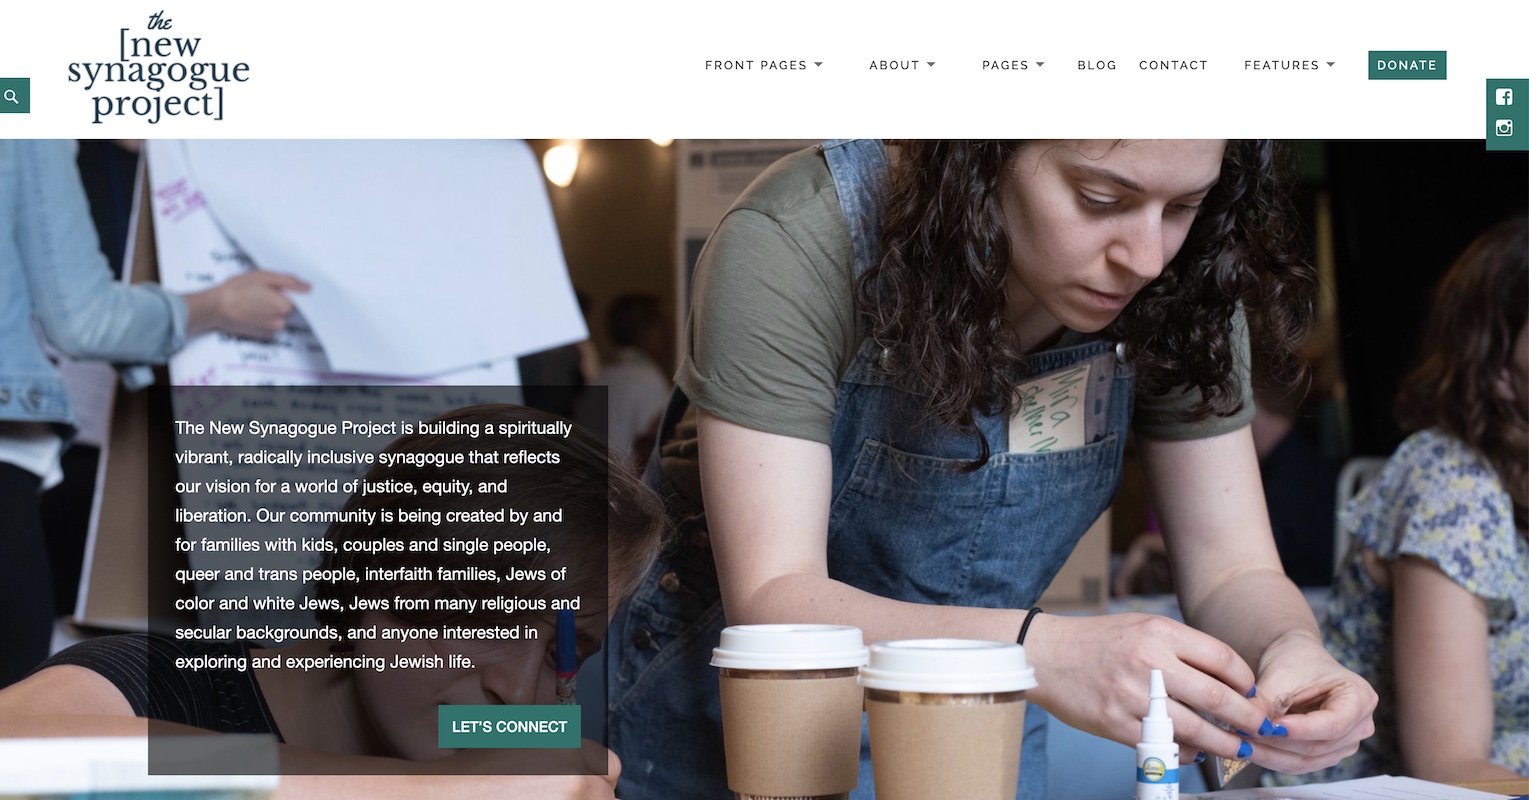 the
[new
synagogue
project]
FRONT PAGES
ABOUT
PAGES
BLOG
CONTACT
FEATURES
DONATE
The New Synagogue Project is building a spiritually
vibrant, radically inclusive synagogue that reflects
our vision for a world of justice, equity, and
liberation. Our community is being created by and
for families with kids, couples and single people,
queer and trans people, interfaith families, Jews of
color and white Jews, Jews from many religious and
secular backgrounds, and anyone interested in
exploring and experiencing Jewish life.
LET'S CONNECT